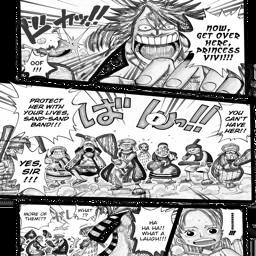 NOW,
GET OVER
HERE,
PRINCESS
VIVI!!!
OOF
!!!
PROTECT
HER WITH
YOUR LIVES,
SAND-SAND
BAND!!!
YOU
CAN'T
HAVE
HER!!
YES,
SIR
!!!
MORE OF
THEM!?
WHAT
HA
HA HA!!
WHAT A
LAUGH!!!